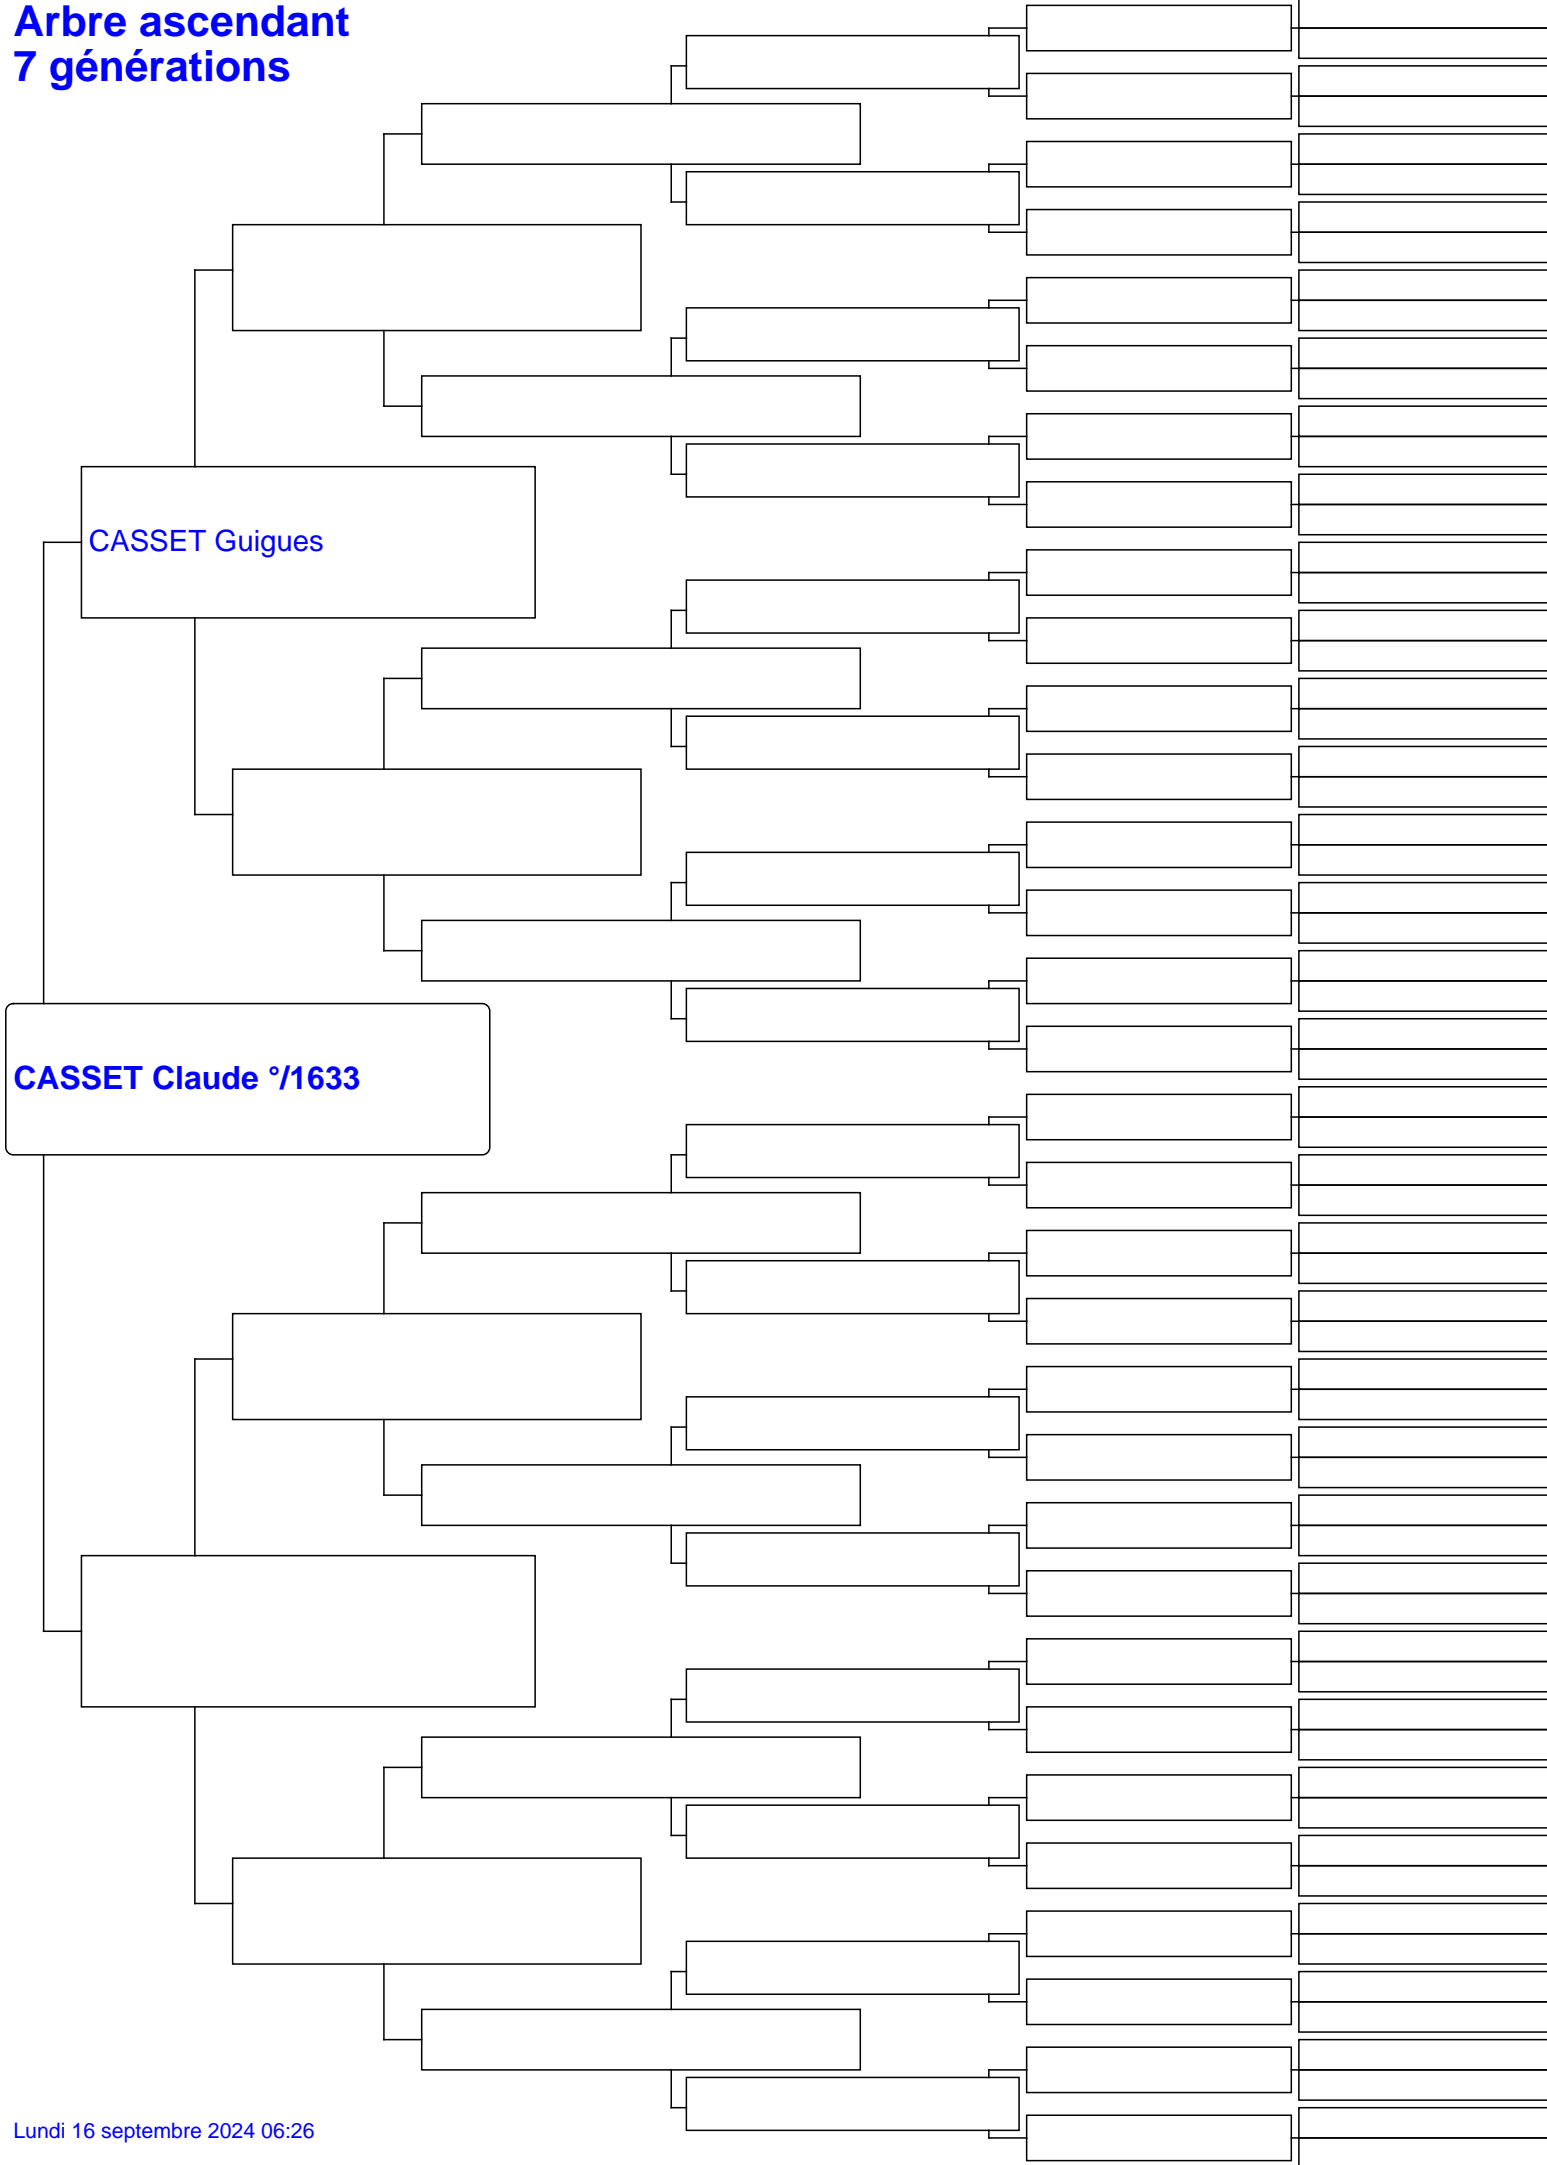 Arbre ascendant
7 générations
CASSET Guigues
CASSET Claude °/1633
Lundi 16 septembre 2024 06:26